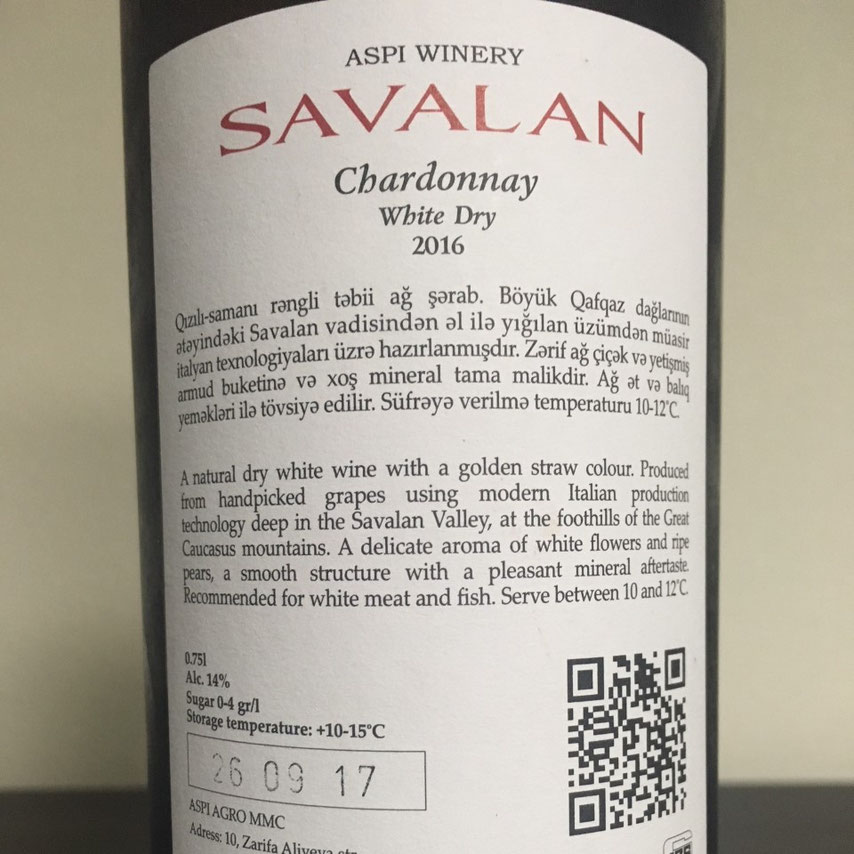 ASPI WINERY
SAVALAN
Chardonnay
White Dry
2016
Qızılı-samanı rəngli təbii ağ şərab. Böyük Qafqaz dağlarının
ətəyindəki Savalan vadisindən əl ilə yığılan üzümdən müasir
italyan texnologiyaları üzrə hazırlanmışdır. Zərif ağ çiçək və yetişmiş
armud buketinə və xoş mineral tama malikdir. Ağ ət və balıq
yeməkləri ilə tövsiyə edilir. Süfrəyə verilmə temperaturu 10-12°C.
A natural dry white wine with a golden straw colour. Produced
from handpicked grapes using modern Italian production
technology deep in the Savalan Valley, at the foothills of the Great
Caucasus mountains. A delicate aroma of white flowers and ripe
pears, a smooth structure with a pleasant mineral aftertaste.
Recommended for white meat and fish. Serve between 10 and 12°C.
0.75l
Alc. 14%
Sugar 0-4 gr/l
Storage temperature: +10-15°C
26 09 17
ASPI AGRO MMC
Adress: 10, Zarifa Aliyeva